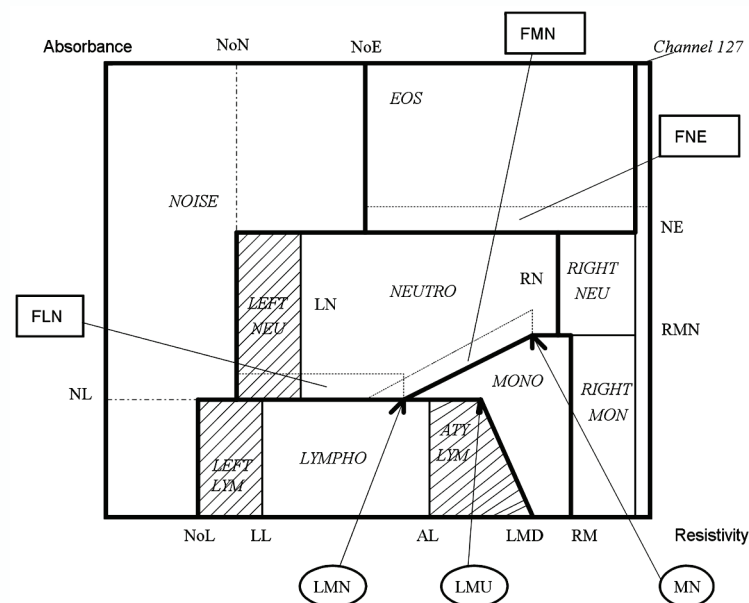 FMN
Absorbance
NoN
NoE
Channel 127
EOS
FNE
NOISE
NE
LEFT
NEU
LN
NEUTRO
RN
RIGHT
NEU
FLN
RMN
NL
MONO
RIGHT
MON
ATY
LYM
LYMPHO
LEFT
LYM
NoL
LL
AL
LMD
RM
Resistivity
LMN
LMU
MN